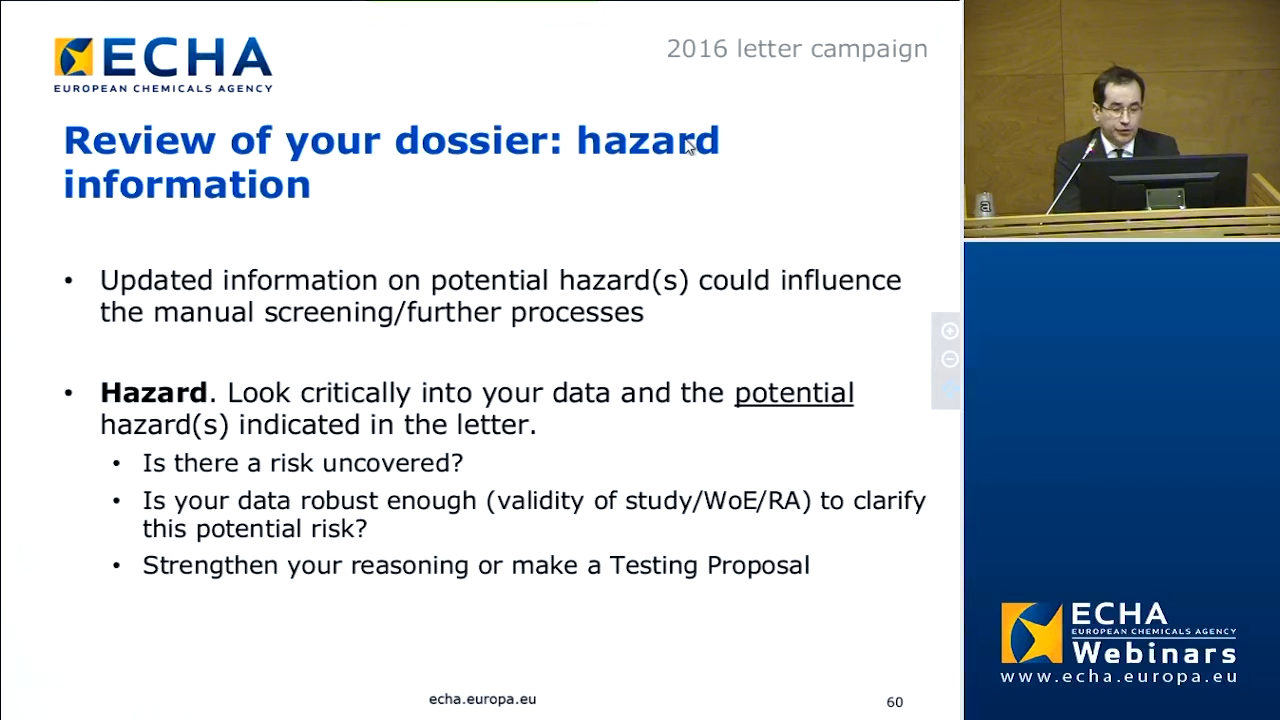 ECHA
EUROPEAN CHEMICALS AGENCY
2016 letter campaign
Review of your dossier: hazard
information
• Updated information on potential hazard(s) could influence
the manual screening/further processes
• Hazard. Look critically into your data and the potential
hazard(s) indicated in the letter.
• Is there a risk uncovered?
• Is your data robust enough (validity of study/WoE/RA) to clarify
this potential risk?
• Strengthen your reasoning or make a Testing Proposal
echa.europa.eu
60
ECHA
EUROPEAN CHEMICALS AGENCY
Webinars
www.echa.europa.eu